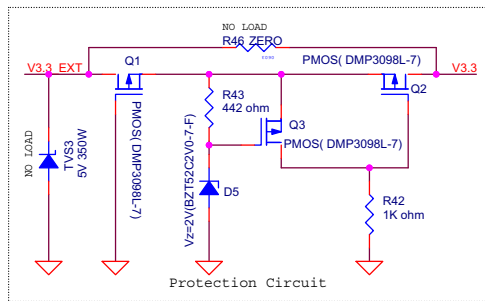 NO LOAD
R46 ZERO
V3.3_EXT
Q1
PMOS( DMP3098L-7)
V3.3
Q2
R43
442 ohm
Q3
PMOS( DMP3098L-7)
PMOS( DMP3098L-7)
NO LOAD
TVS3
5V 350W
D5
Vz=2V(BZT52C2V0-7-F)
R42
1K ohm
Protection Circuit